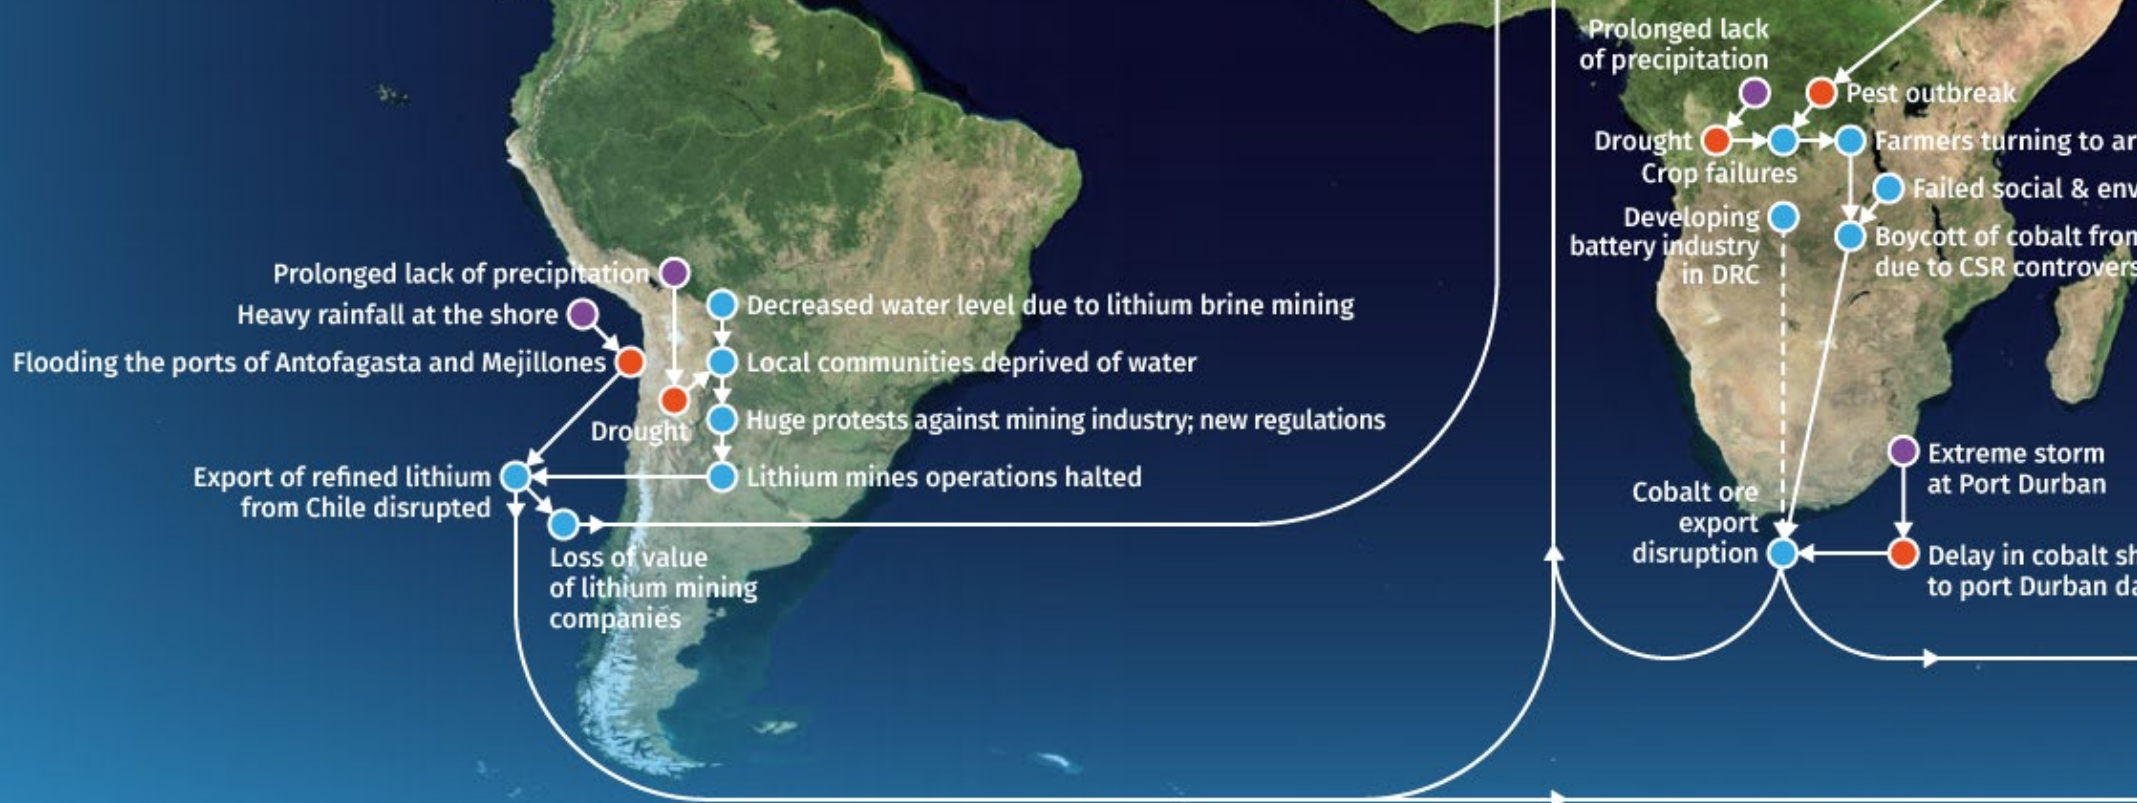 Prolonged lack of precipitation
Heavy rainfall at the shore
Flooding the ports of Antofagasta and Mejillones
Drought
Export of refined lithium
from Chile disrupted
Loss of value
of lithium mining
companies
Decreased water level due to lithium brine mining
Local communities deprived of water
Huge protests against mining industry; new regulations
Lithium mines operations halted
Prolonged lack
of precipitation
Pest outbreak
Drought
Crop failures
Farmers turning to ar
Failed social & env
Developing
battery industry
in DRC
Boycott of cobalt from
due to CSR controvers
Extreme storm
at Port Durban
Cobalt ore
export
disruption
Delay in cobalt sh
to port Durban da